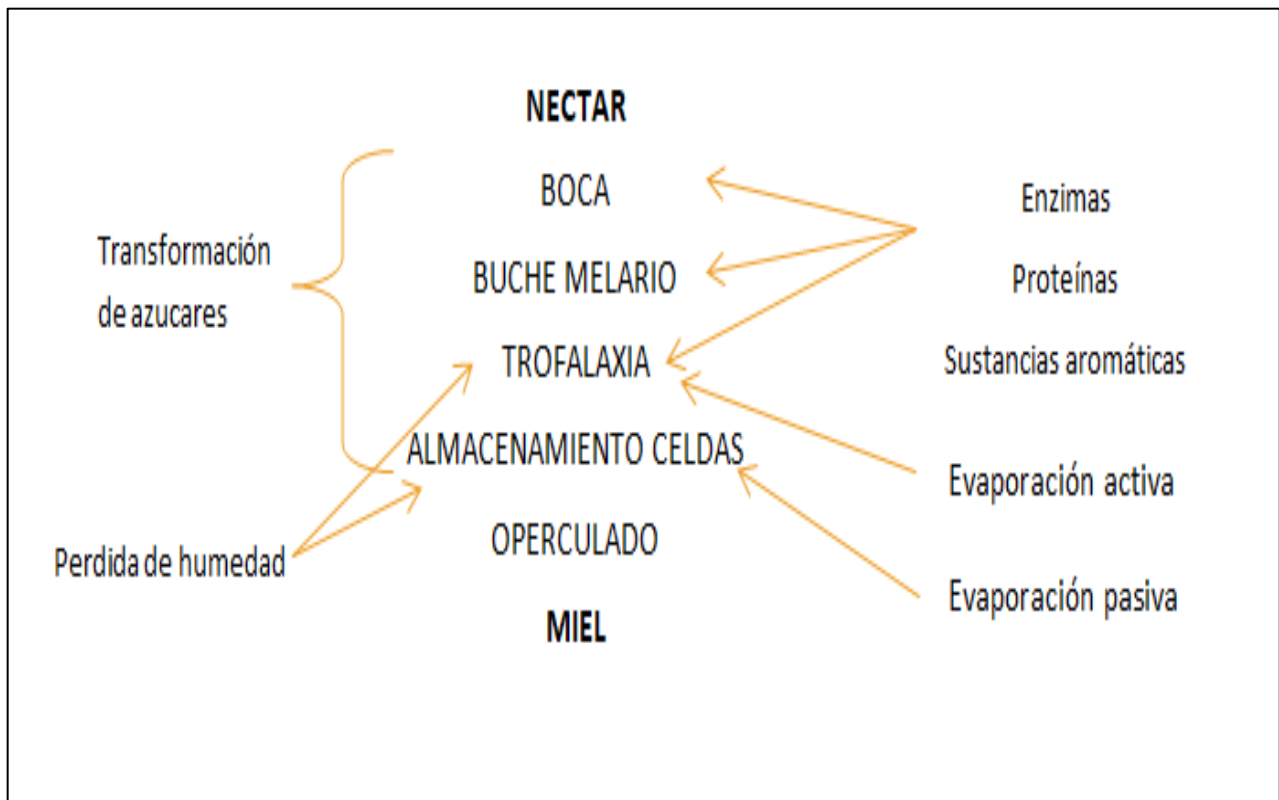 NECTAR
BOCA
BUCHE MELARIO
TROFALAXIA
ALMACENAMIENTO CELDAS
OPERCULADO
MIEL
Transformación
de azucares
Perdida de humedad
Enzimas
Proteínas
Sustancias aromáticas
Evaporación activa
Evaporación pasiva